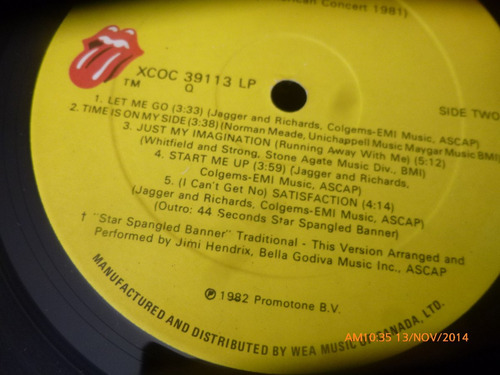 erican Concert 1981)
XCOC 39113 LP
TM
Q
SIDE TWO
1. LET ME GO (3:33) (Jagger and Richards, Colgems-EMI Music, ASCAP)
2. TIME IS ON MY SIDE (3:38) (Norman Meade, Unichappell Music Maygar Music BMI)
3. JUST MY IMAGINATION (Running Away With Me) (5:12)
(Whitfield and Strong, Stone Agate Music Div., BMI)
4. START ME UP (3:59) (Jagger and Richards,
Colgems-EMI Music, ASCAP)
5. (I Can't Get No) SATISFACTION (4:14)
(Jagger and Richards, Colgems-EMI Music, ASCAP)
(Outro: 44 Seconds Star Spangled Banner)
† "Star Spangled Banner" Traditional - This Version Arranged and
Performed by Jimi Hendrix, Bella Godiva Music Inc., ASCAP
℗ 1982 Promotone B.V.
MANUFACTURED AND DISTRIBUTED BY WEA MUSIC OF CANADA, LTD.
AM10:35 13/NOV/2014